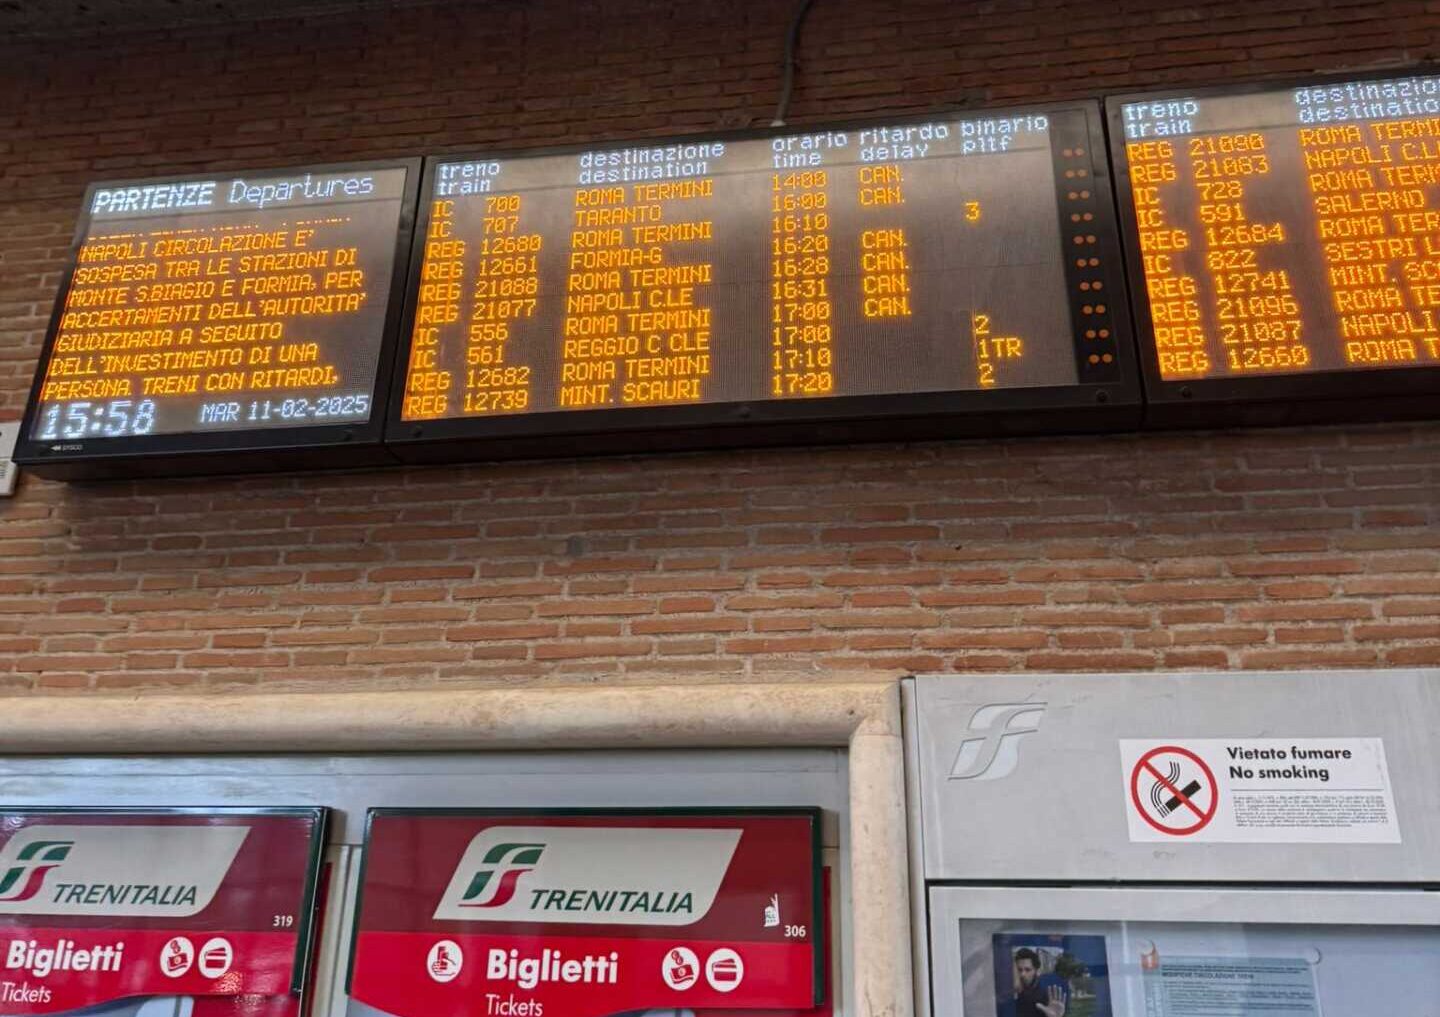 PARTENZE Departures
NAPOLI CIRCOLAZIONE E'
SOSPESA TRA LE STAZIONI DI
MONTE S.BIAGIO E FORMIA, PER
ACCERTAMENTI DELL'AUTORITA'
GIUDIZIARIA A SEGUITO
DELL'INVESTIMENTO DI UNA
PERSONA. TRENI CON RITARDI,
15:58 MAR 11-02-2025
SYSCO
treno destinazione orario ritardo binario
train destination time delay pltf
IC 700 ROMA TERMINI 14:00 CAN.
IC 707 TARANTO 16:00 CAN.
REG 12680 ROMA TERMINI 16:10 3
REG 12661 FORMIA-G 16:20 CAN.
REG 21088 ROMA TERMINI 16:28 CAN.
REG 21077 NAPOLI C.LE 16:31 CAN.
IC 556 ROMA TERMINI 17:00 CAN.
IC 561 REGGIO C CLE 17:00 2
REG 12682 ROMA TERMINI 17:10 1TR
REG 12739 MINT. SCAURI 17:20 2
treno destinazio
train destinatio
REG 21090 ROMA TERMI
REG 21083 NAPOLI C.L
IC 728 ROMA TERM
IC 591 SALERNO
REG 12684 ROMA TER
IC 822 SESTRI L
REG 12741 MINT. SC
REG 21096 ROMA TE
REG 21087 NAPOLI
REG 12660 ROMA T
Vietato fumare
No smoking
TRENITALIA
319
Biglietti
Tickets
TRENITALIA
306
Biglietti
Tickets